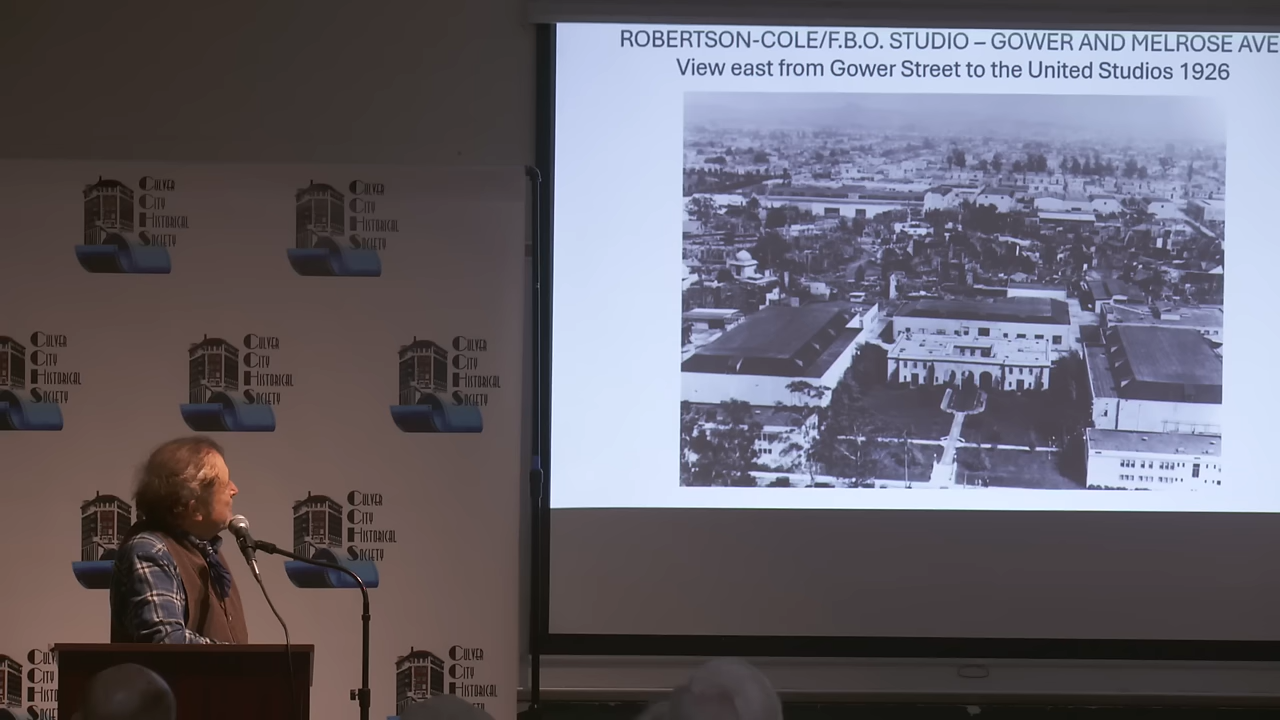 ROBERTSON-COLE/F.B.O. STUDIO – GOWER AND MELROSE AVE
View east from Gower Street to the United Studios 1926
CULVER
CITY
HISTORICAL
SOCIETY
CULVER
CITY
HISTORICAL
SOCIETY
CULVER
CITY
HISTORICAL
SOCIETY
CULVER
CITY
HISTORICAL
SOCIETY
CULVER
CITY
HISTORICAL
SOCIETY
CULVER
CITY
HISTORICAL
SOCIETY
CULVER
CITY
HISTORICAL
SOCIETY